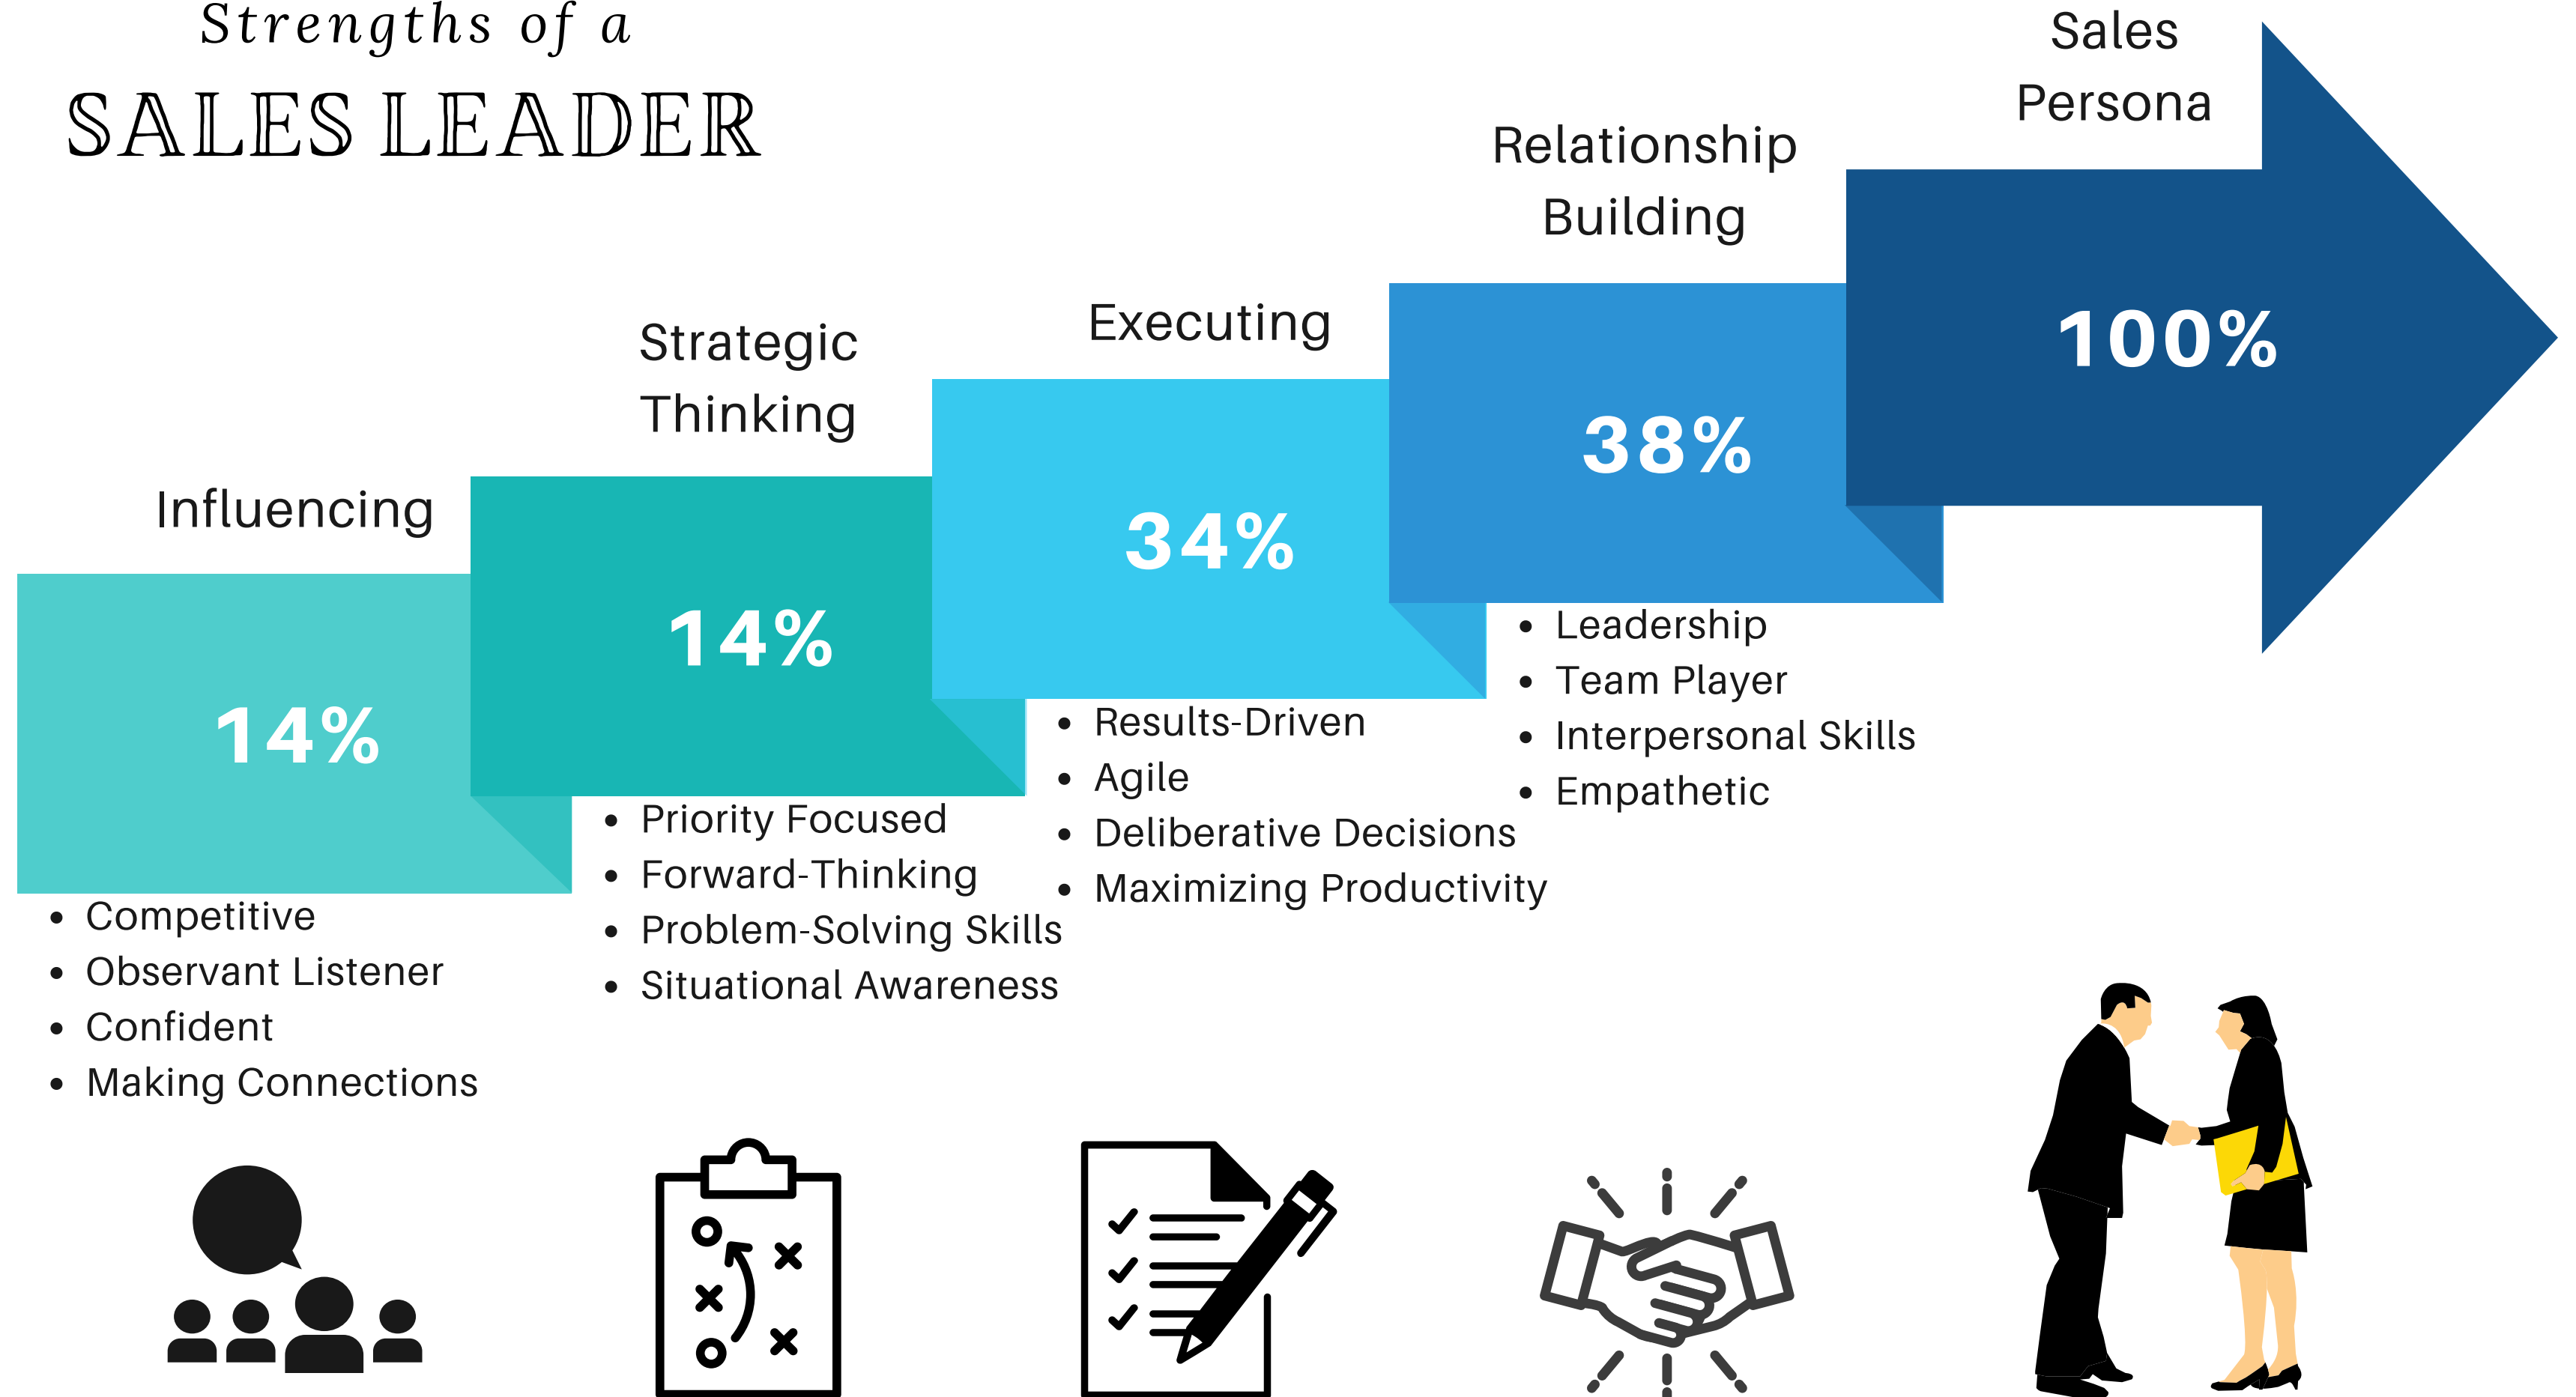 Strengths of a
SALES LEADER
Influencing
14%
• Competitive
• Observant Listener
• Confident
• Making Connections
Strategic
Thinking
14%
• Priority Focused
• Forward-Thinking
• Problem-Solving Skills
• Situational Awareness
Executing
34%
• Results-Driven
• Agile
• Deliberative Decisions
• Maximizing Productivity
Relationship
Building
38%
• Leadership
• Team Player
• Interpersonal Skills
• Empathetic
Sales
Persona
100%